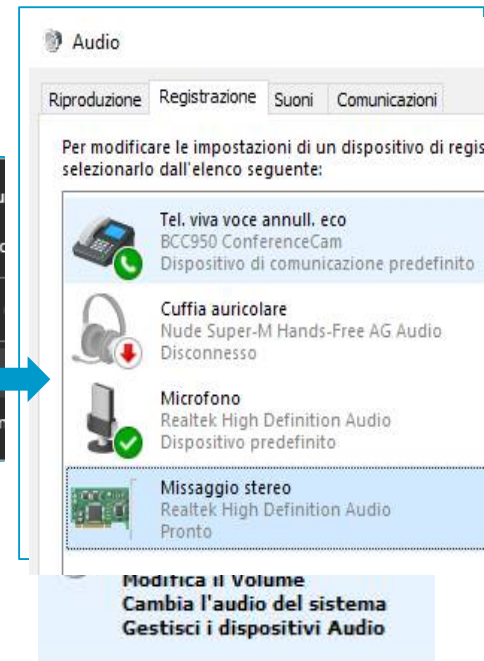 Audio
Riproduzione Registrazione Suoni Comunicazioni
Per modificare le impostazioni di un dispositivo di regis
selezionarlo dall'elenco seguente:
Tel. viva voce annull. eco
BCC950 ConferenceCam
Dispositivo di comunicazione predefinito
Cuffia auricolare
Nude Super-M Hands-Free AG Audio
Disconnesso
Microfono
Realtek High Definition Audio
Dispositivo predefinito
Missaggio stereo
Realtek High Definition Audio
Pronto
Modifica il Volume
Cambia l'audio del sistema
Gestisci i dispositivi Audio